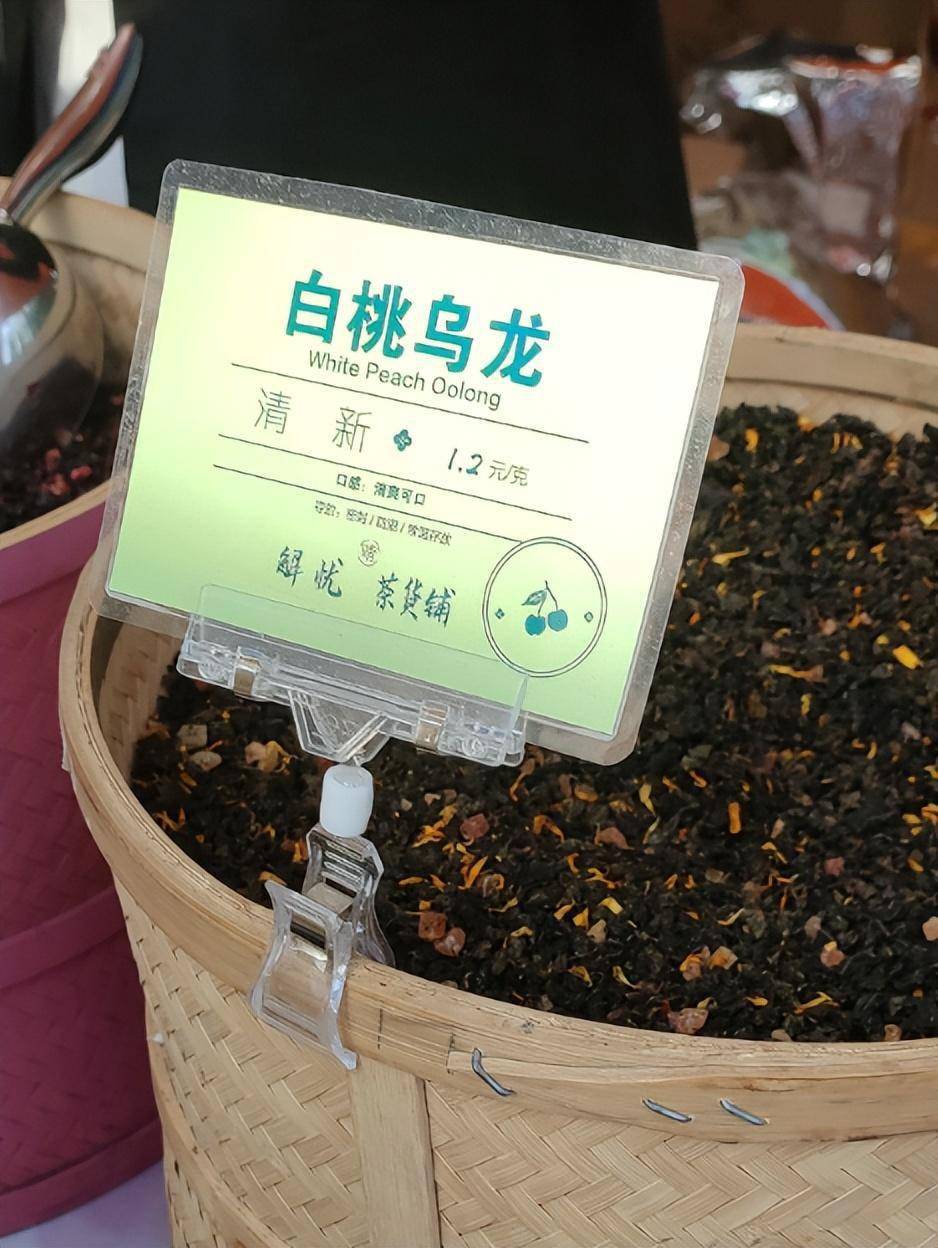 白桃乌龙
White Peach Oolong
清 新 1.2元/克
口感：清爽可口
解忧 茶货铺